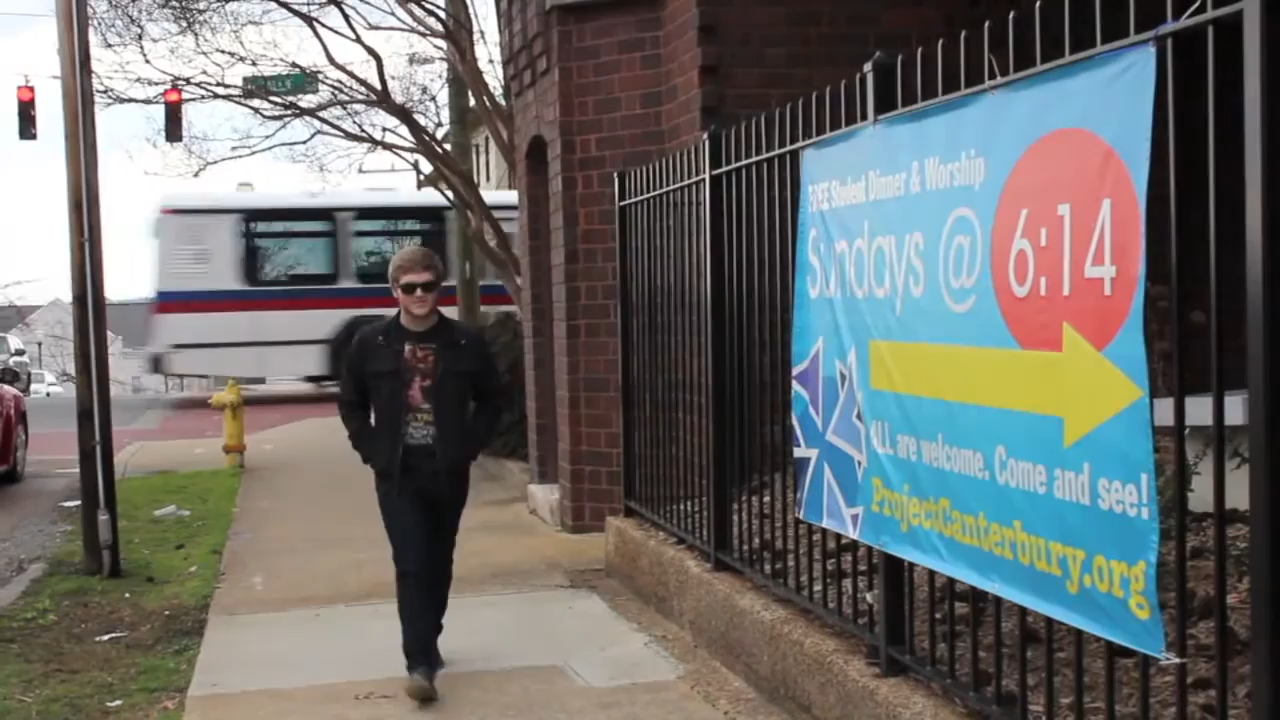 FREE Student Dinner & Worship
Sundays @ 6:14
ALL are welcome. Come and see!
ProjectCanterbury.org